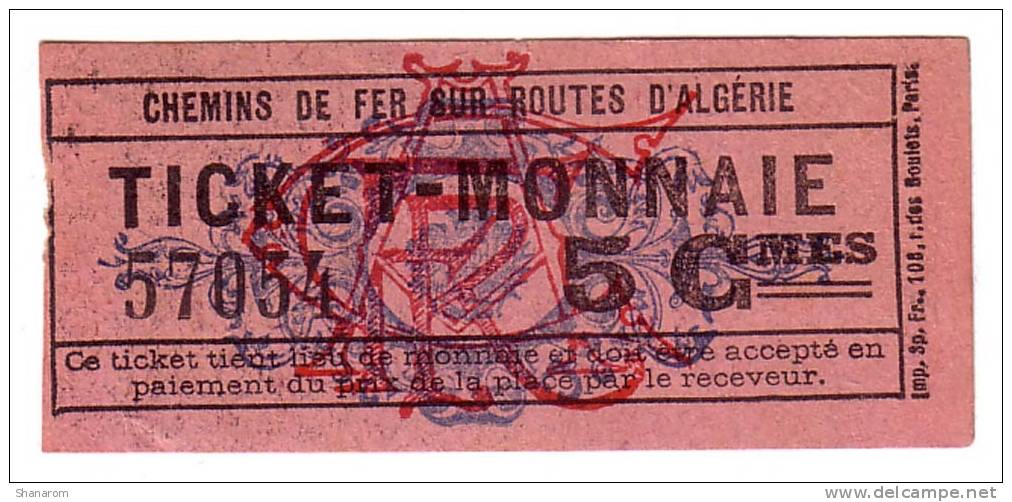 CHEMINS DE FER SUR ROUTES D'ALGÉRIE
TICKET-MONNAIE
57054
5 CMES
Ce ticket tient lieu de monnaie et doit être accepté en
paiement du prix de la place par le receveur.
Imp. Sp. Fr., 108, r. des Boulets, Paris.
Shanarom
delcampe.net